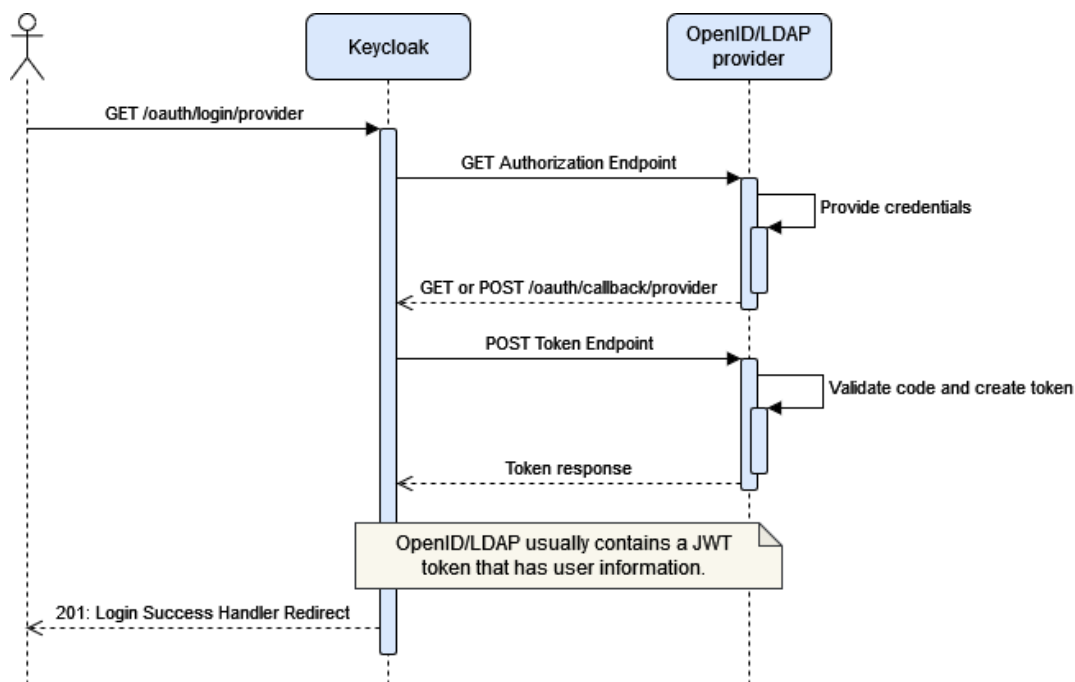 Keycloak
OpenID/LDAP
provider
GET /oauth/login/provider
GET Authorization Endpoint
Provide credentials
GET or POST /oauth/callback/provider
POST Token Endpoint
Validate code and create token
Token response
OpenID/LDAP usually contains a JWT
token that has user information.
201: Login Success Handler Redirect